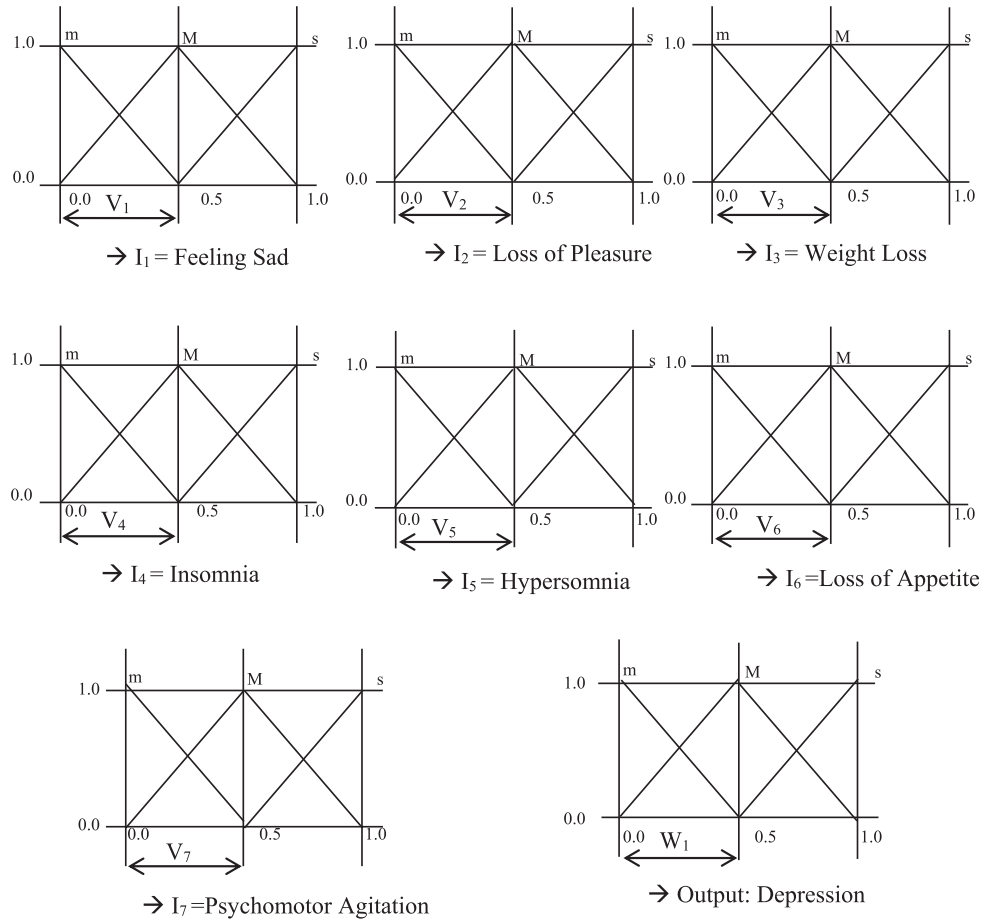 m M s m M s m M s
1.0 1.0 1.0
0.0 0.0 0.0
0.0 0.5 1.0 0.0 0.5 1.0 0.0 0.5 1.0
V₁ V₂ V₃
→ I₁ = Feeling Sad → I₂ = Loss of Pleasure → I₃ = Weight Loss
m M s m M s m M s
1.0 1.0 1.0
0.0 0.0 0.0
0.0 0.5 1.0 0.0 0.5 1.0 0.0 0.5 1.0
V₄ V₅ V₆
→ I₄ = Insomnia → I₅ = Hypersomnia → I₆ =Loss of Appetite
m M s m M s
1.0 1.0
0.0 0.0
0.0 0.5 1.0 0.0 0.5 1.0
V₇ W₁
→ I₇ =Psychomotor Agitation → Output: Depression